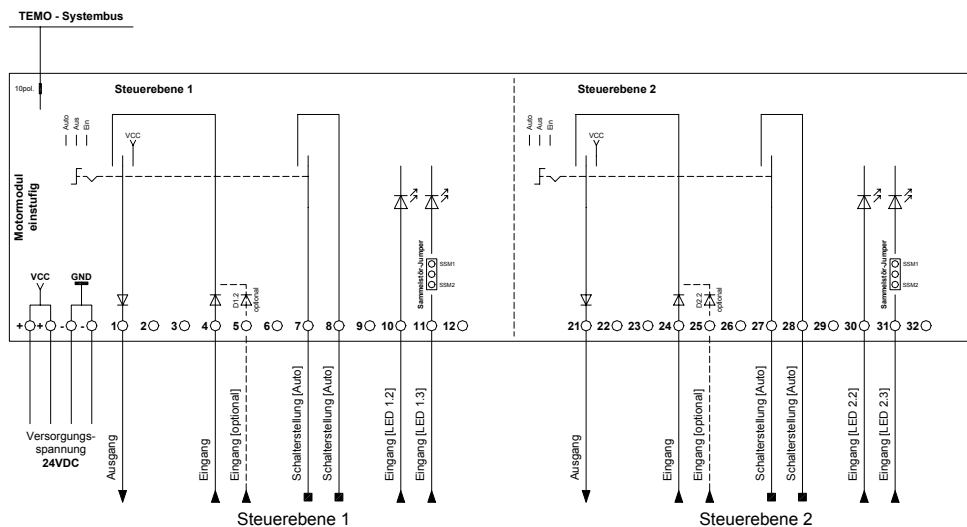 TEMO - Systembus
10pol.
Steuerebene 1
Steuerebene 2
Auto
Aus
Ein
VCC
Auto
Aus
Ein
VCC
Motormodul
einstufig
VCC
GND
D1.2
optional
Sammelstör-Jumper
SSM1
SSM2
D2.2
optional
Sammelstör-Jumper
SSM1
SSM2
+ + - - 1 2 3 4 5 6 7 8 9 10 11 12 21 22 23 24 25 26 27 28 29 30 31 32
Versorgungs-
spannung
24VDC
Ausgang
Eingang
Eingang [optional]
Schalterstellung [Auto]
Schalterstellung [Auto]
Eingang [LED 1.2]
Eingang [LED 1.3]
Ausgang
Eingang
Eingang [optional]
Schalterstellung [Auto]
Schalterstellung [Auto]
Eingang [LED 2.2]
Eingang [LED 2.3]
Steuerebene 1
Steuerebene 2